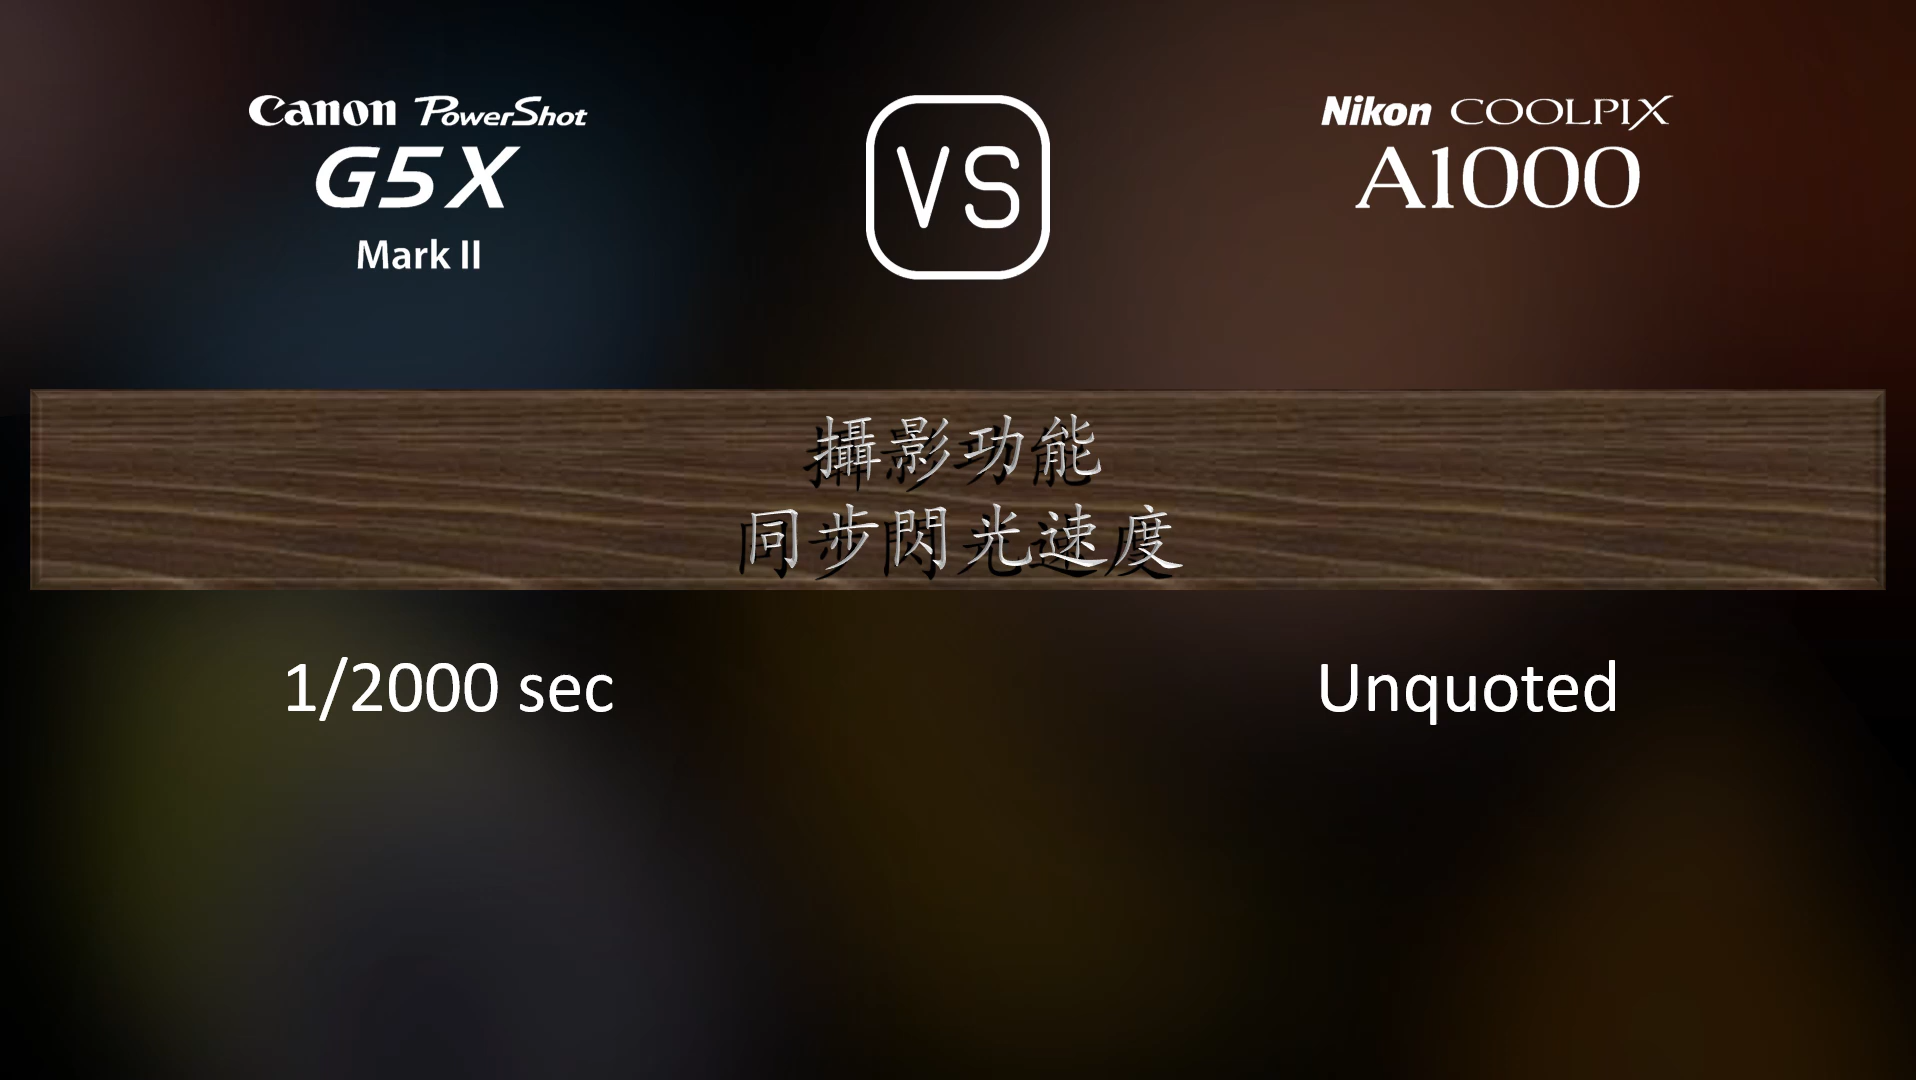 Canon PowerShot
G5X
Mark II
VS
Nikon COOLPIX
A1000
攝影功能
同步閃光速度
1/2000 sec
Unquoted